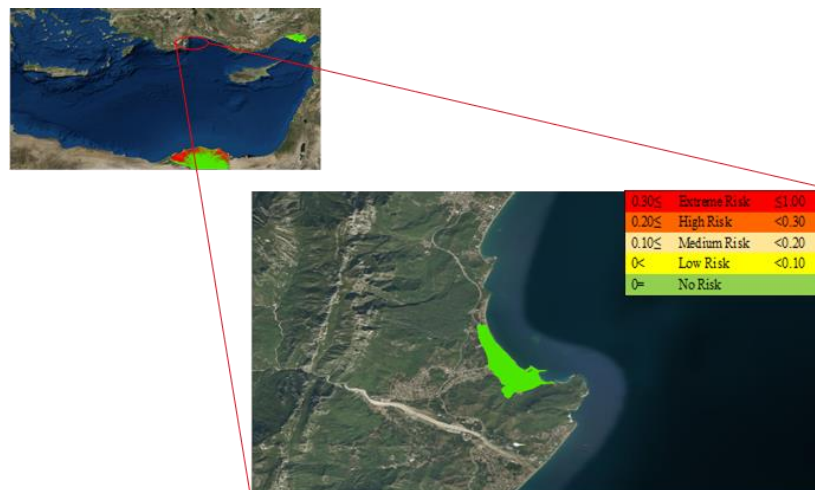 0.30≤ Extreme Risk ≤1.00
0.20≤ High Risk <0.30
0.10≤ Medium Risk <0.20
0< Low Risk <0.10
0= No Risk